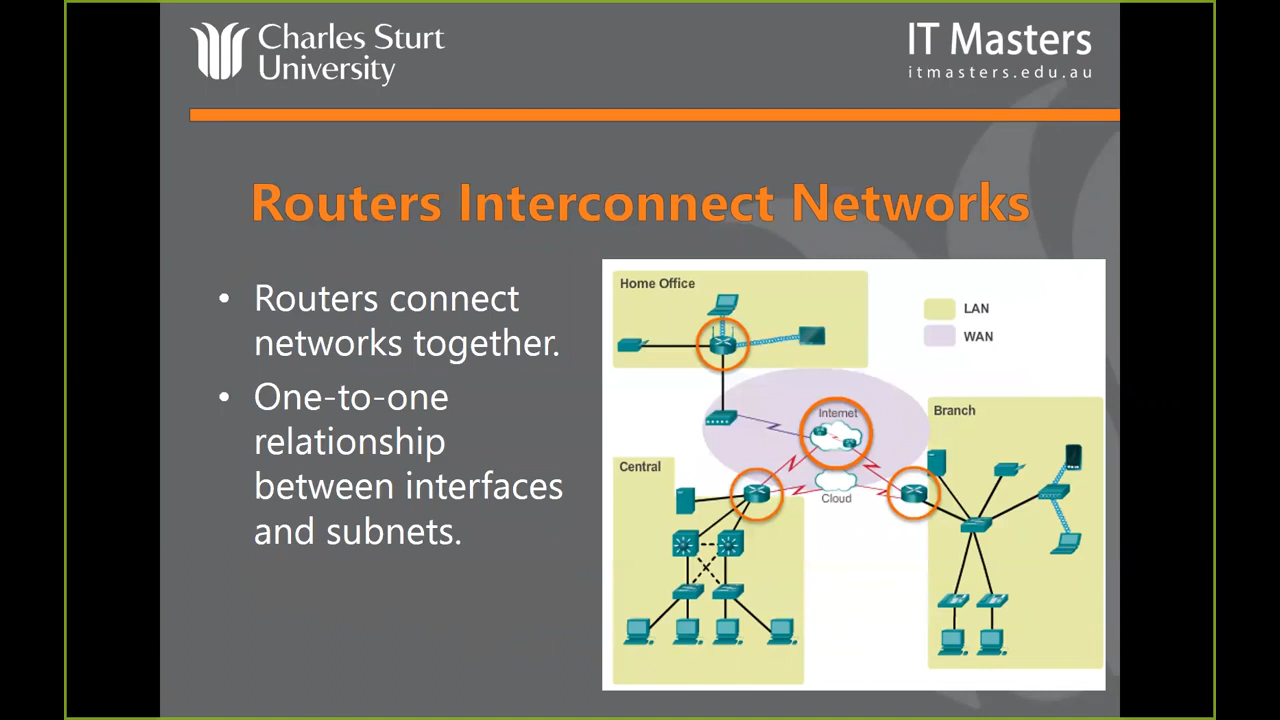 Charles Sturt
University
IT Masters
itmasters.edu.au
Routers Interconnect Networks
• Routers connect
networks together.
• One-to-one
relationship
between interfaces
and subnets.
Home Office
LAN
WAN
Internet
Branch
Central
Cloud